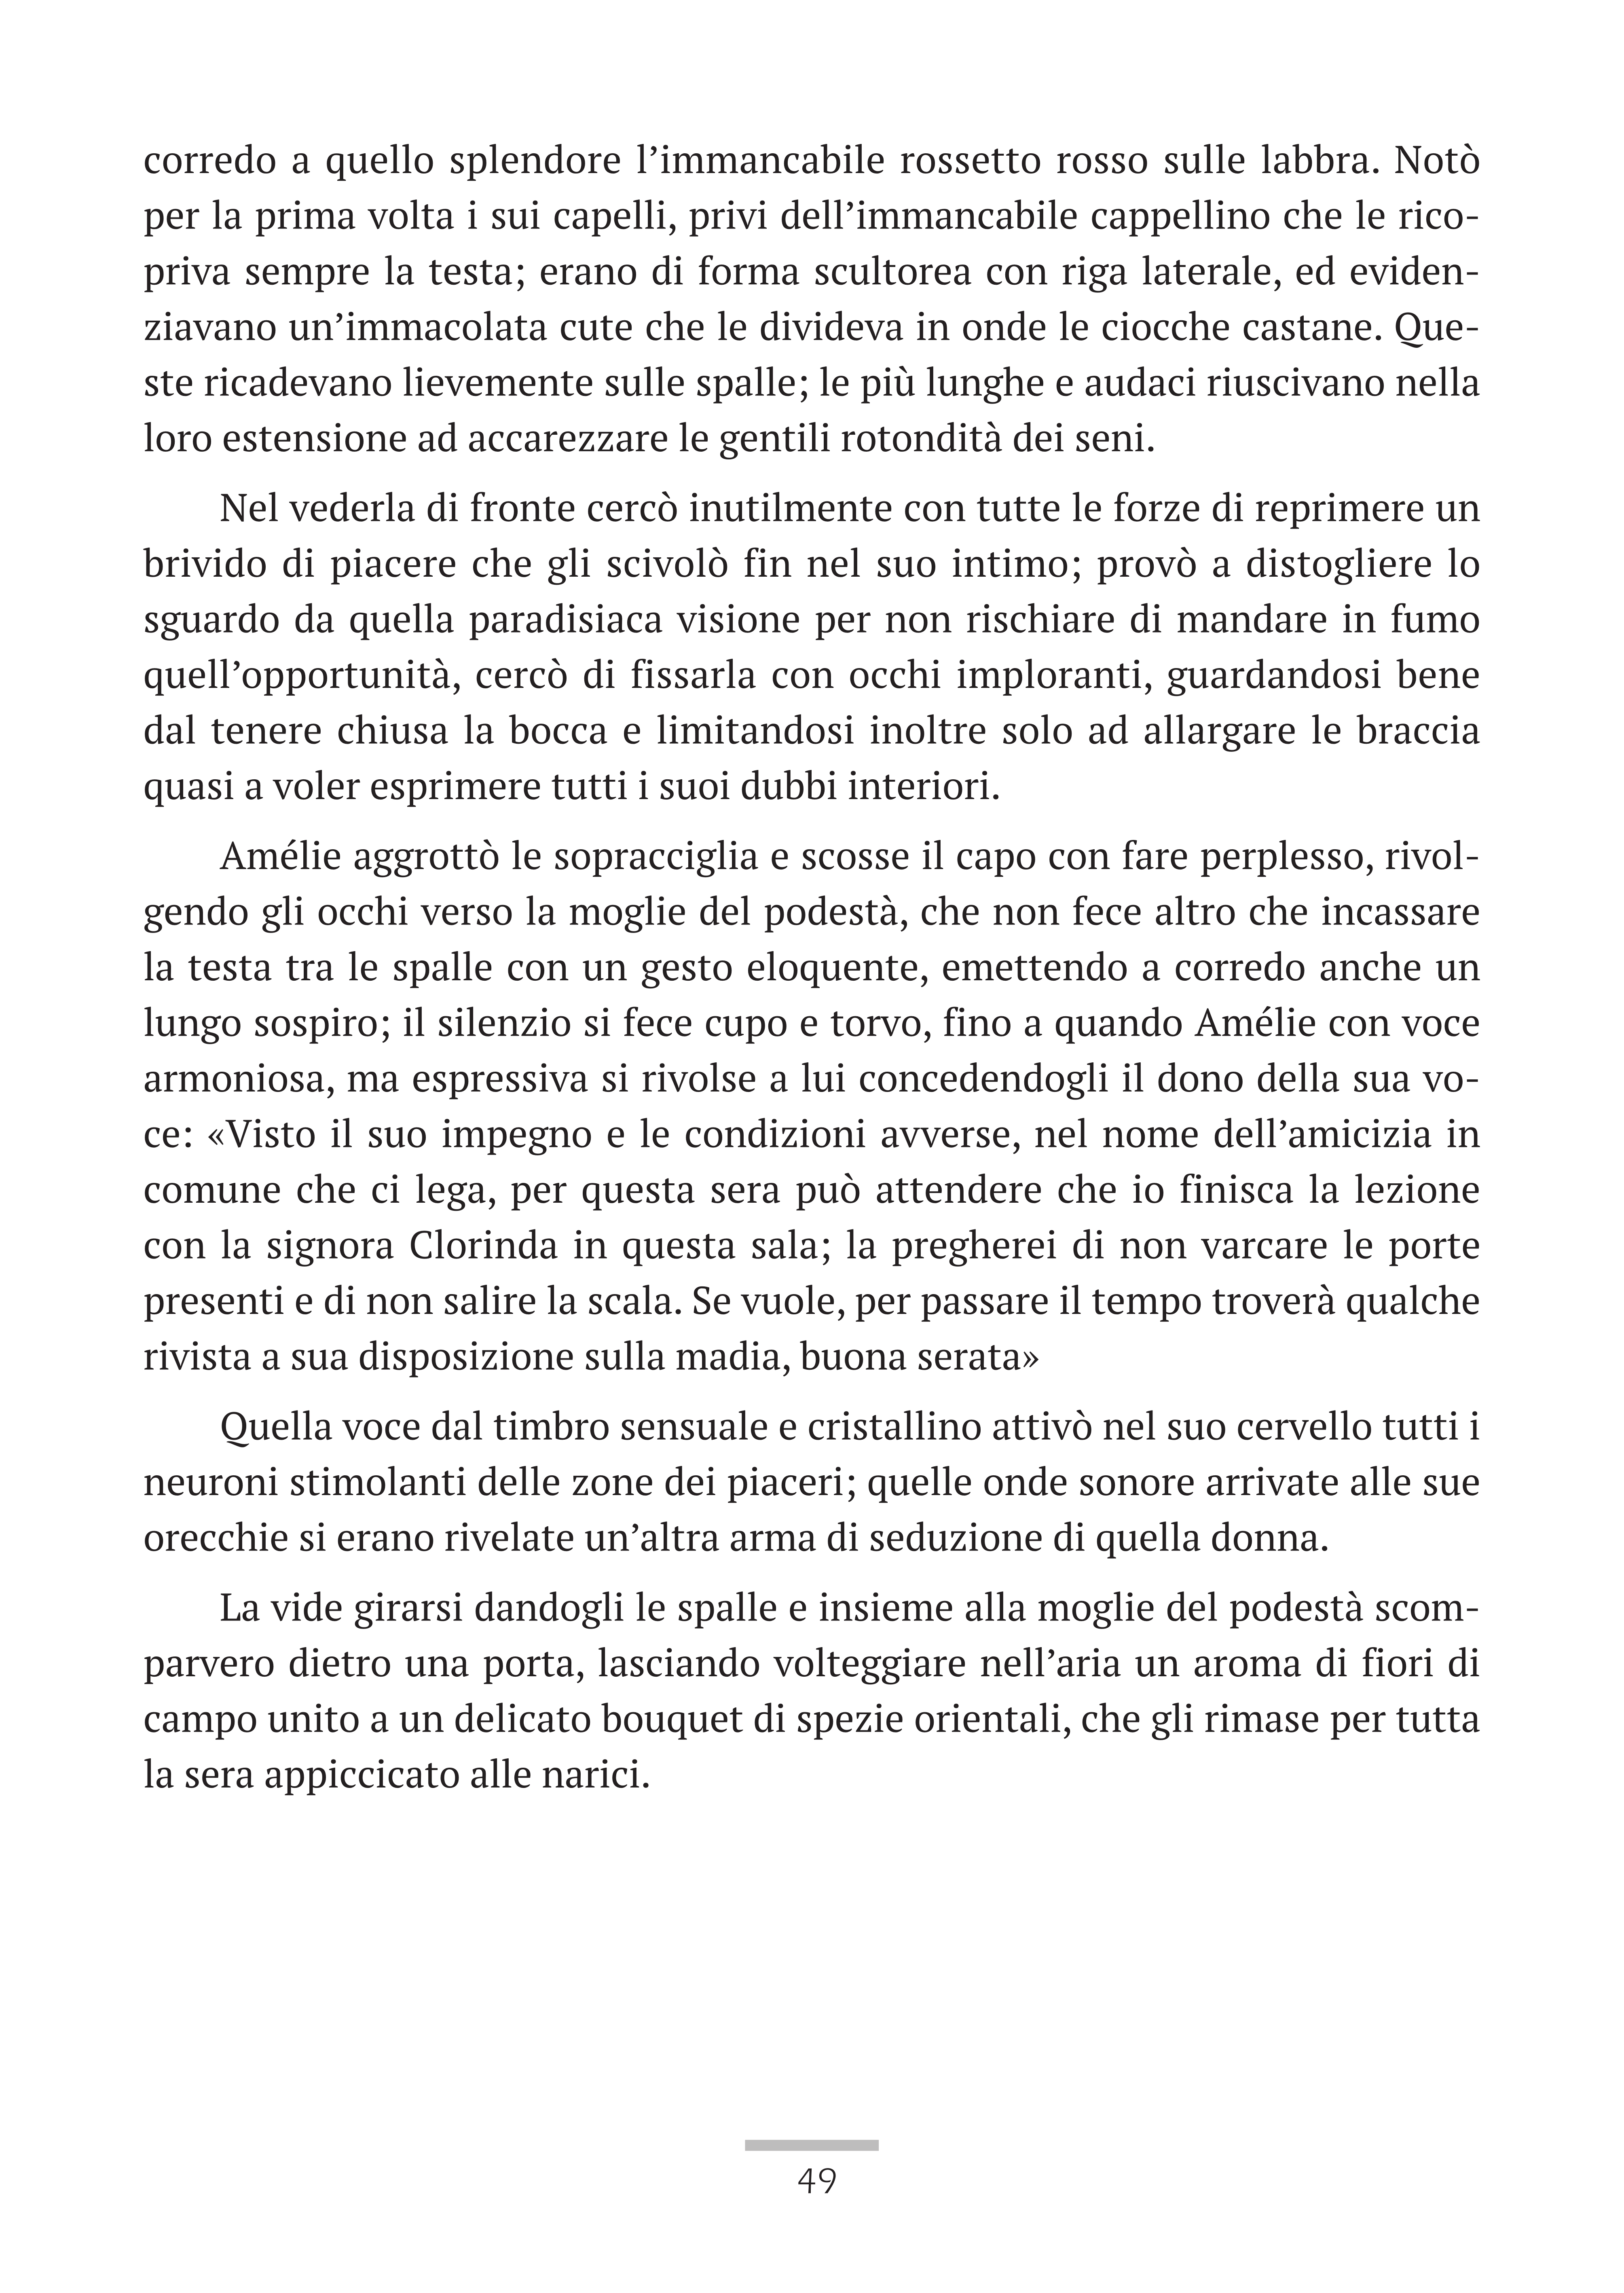 corredo a quello splendore l’immancabile rossetto rosso sulle labbra. Notò
per la prima volta i sui capelli, privi dell’immancabile cappellino che le rico-
priva sempre la testa; erano di forma scultorea con riga laterale, ed eviden-
ziavano un’immacolata cute che le divideva in onde le ciocche castane. Que-
ste ricadevano lievemente sulle spalle; le più lunghe e audaci riuscivano nella
loro estensione ad accarezzare le gentili rotondità dei seni.
Nel vederla di fronte cercò inutilmente con tutte le forze di reprimere un
brivido di piacere che gli scivolò fin nel suo intimo; provò a distogliere lo
sguardo da quella paradisiaca visione per non rischiare di mandare in fumo
quell’opportunità, cercò di fissarla con occhi imploranti, guardandosi bene
dal tenere chiusa la bocca e limitandosi inoltre solo ad allargare le braccia
quasi a voler esprimere tutti i suoi dubbi interiori.
Amélie aggrottò le sopracciglia e scosse il capo con fare perplesso, rivol-
gendo gli occhi verso la moglie del podestà, che non fece altro che incassare
la testa tra le spalle con un gesto eloquente, emettendo a corredo anche un
lungo sospiro; il silenzio si fece cupo e torvo, fino a quando Amélie con voce
armoniosa, ma espressiva si rivolse a lui concedendogli il dono della sua vo-
ce: «Visto il suo impegno e le condizioni avverse, nel nome dell’amicizia in
comune che ci lega, per questa sera può attendere che io finisca la lezione
con la signora Clorinda in questa sala; la pregherei di non varcare le porte
presenti e di non salire la scala. Se vuole, per passare il tempo troverà qualche
rivista a sua disposizione sulla madia, buona serata»
Quella voce dal timbro sensuale e cristallino attivò nel suo cervello tutti i
neuroni stimolanti delle zone dei piaceri; quelle onde sonore arrivate alle sue
orecchie si erano rivelate un’altra arma di seduzione di quella donna.
La vide girarsi dandogli le spalle e insieme alla moglie del podestà scom-
parvero dietro una porta, lasciando volteggiare nell’aria un aroma di fiori di
campo unito a un delicato bouquet di spezie orientali, che gli rimase per tutta
la sera appiccicato alle narici.
49